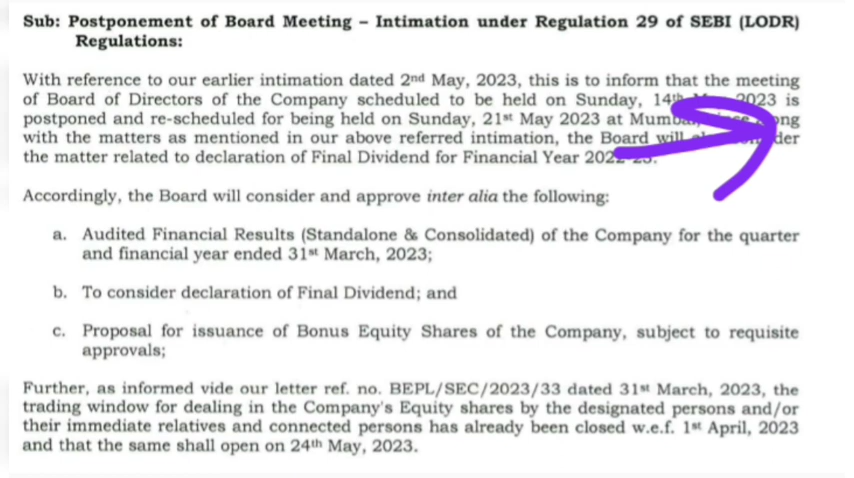 Sub: Postponement of Board Meeting – Intimation under Regulation 29 of SEBI (LODR)
Regulations:
With reference to our earlier intimation dated 2nd May, 2023, this is to inform that the meeting
of Board of Directors of the Company scheduled to be held on Sunday, 14th 2023 is
postponed and re-scheduled for being held on Sunday, 21st May 2023 at
with the matters as mentioned in our above referred intimation, the Board will
the matter related to declaration of Final Dividend for Financial Year
Accordingly, the Board will consider and approve inter alia the following:
a. Audited Financial Results (Standalone & Consolidated) of the Company for the quarter
and financial year ended 31st March, 2023;
b. To consider declaration of Final Dividend; and
c. Proposal for issuance of Bonus Equity Shares of the Company, subject to requisite
approvals;
Further, as informed vide our letter ref. no. BEPL/SEC/2023/33 dated 31st March, 2023, the
trading window for dealing in the Company's Equity shares by the designated persons and/or
their immediate relatives and connected persons has already been closed w.e.f. 1st April, 2023
and that the same shall open on 24th May, 2023.